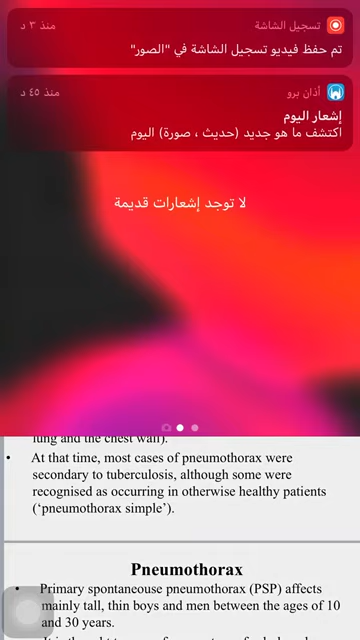 تسجيل الشاشة
منذ ٣ د
تم حفظ فيديو تسجيل الشاشة في "الصور"
أذان برو
منذ ٤٥ د
إشعار اليوم
اكتشف ما هو جديد (حديث ، صورة) اليوم
لا توجد إشعارات قديمة
lung and the chest wall).
• At that time, most cases of pneumothorax were
secondary to tuberculosis, although some were
recognised as occurring in otherwise healthy patients
(‘pneumothorax simple’).
Pneumothorax
• Primary spontaneouse pneumothorax (PSP) affects
mainly tall, thin boys and men between the ages of 10
and 30 years.